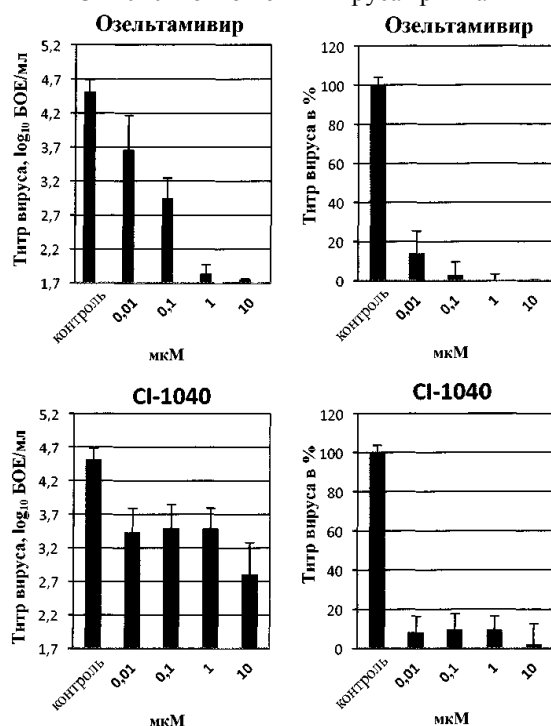 Озельтамивир
Титр вируса, log₁₀ БОЕ/мл
5,2
4,7
4,2
3,7
3,2
2,7
2,2
1,7
контроль
0,01
0,1
1
10
мкМ
Озельтамивир
Титр вируса в %
120
100
80
60
40
20
0
контроль
0,01
0,1
1
10
мкМ
CI-1040
Титр вируса, log₁₀ БОЕ/мл
5,2
4,7
4,2
3,7
3,2
2,7
2,2
1,7
контроль
0,01
0,1
1
10
мкМ
CI-1040
Титр вируса в %
120
100
80
60
40
20
0
контроль
0,01
0,1
1
10
мкМ